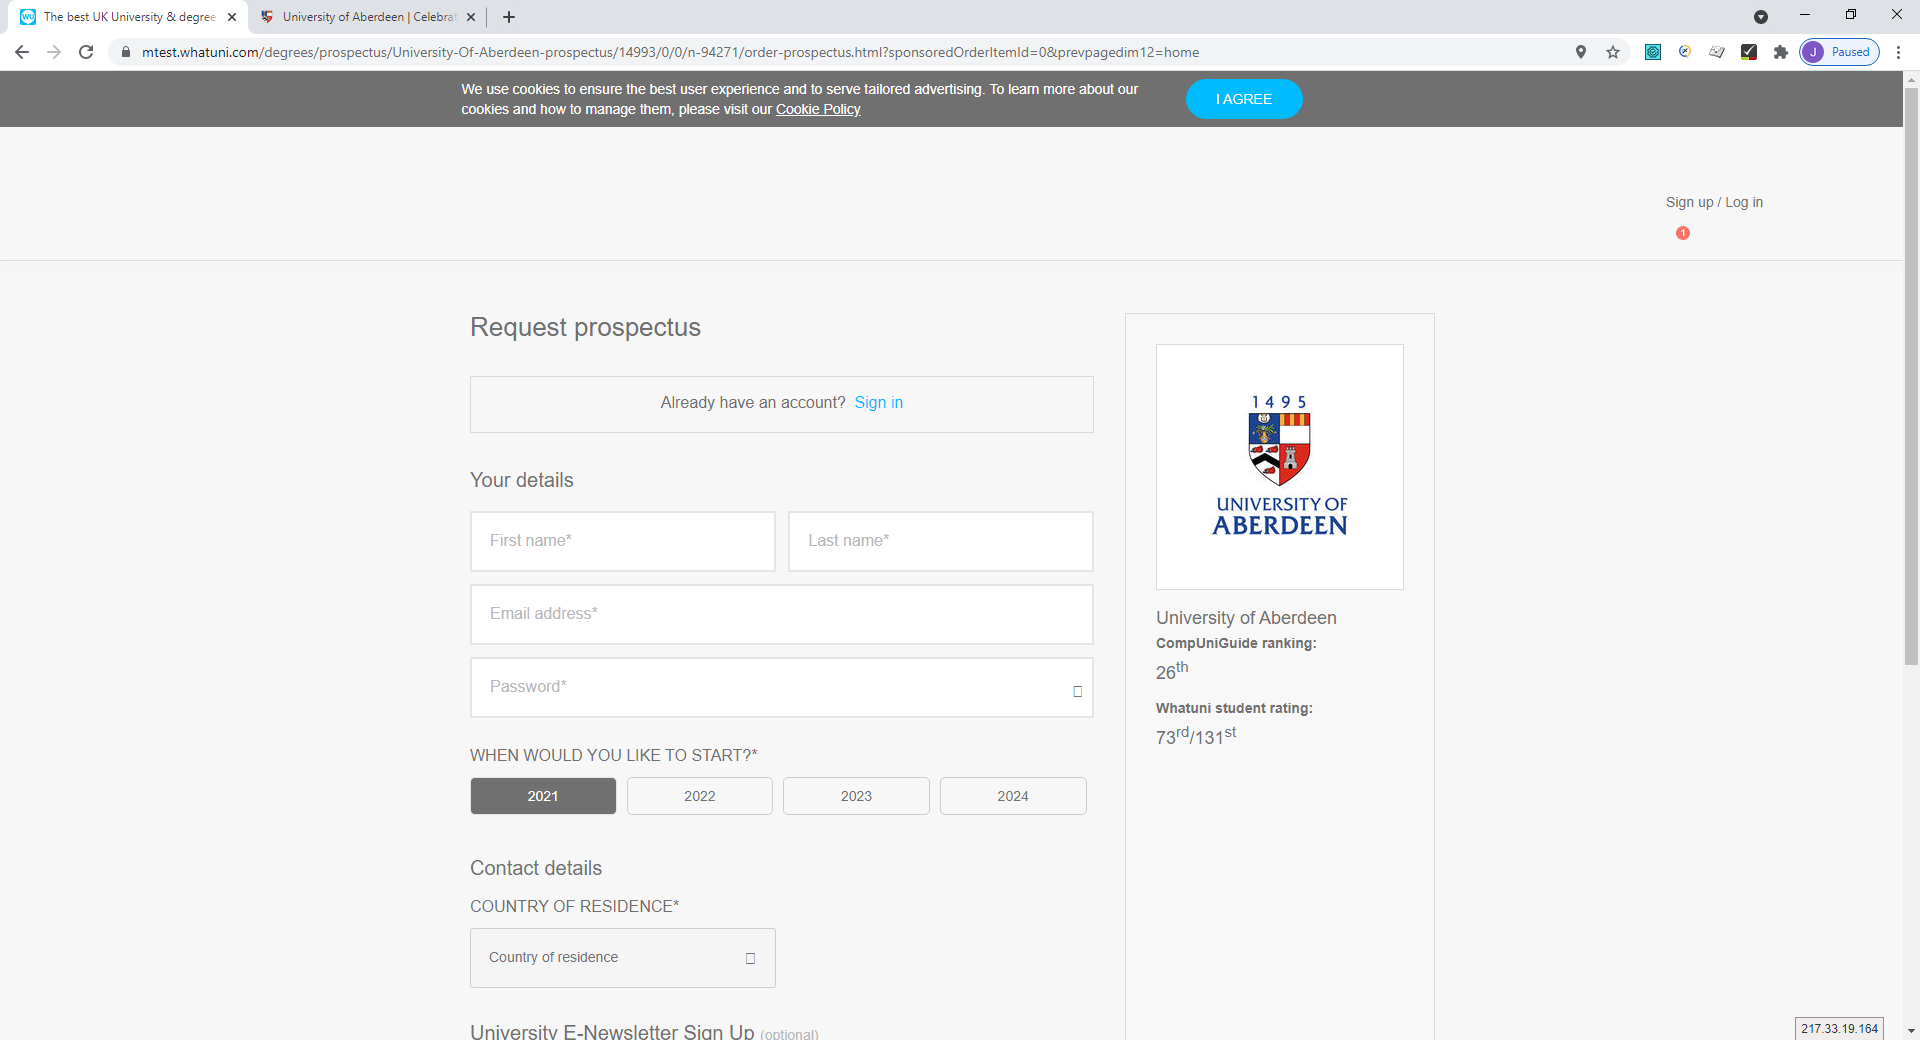 The best UK University & degree
University of Aberdeen | Celebrat
mtest.whatuni.com/degrees/prospectus/University-Of-Aberdeen-prospectus/14993/0/0/n-94271/order-prospectus.html?sponsoredOrderItemId=0&prevpagedim12=home
J Paused
We use cookies to ensure the best user experience and to serve tailored advertising. To learn more about our
cookies and how to manage them, please visit our Cookie Policy
I AGREE
Sign up / Log in
1
Request prospectus
Already have an account? Sign in
Your details
First name*
Last name*
Email address*
Password*
WHEN WOULD YOU LIKE TO START?*
2021
2022
2023
2024
Contact details
COUNTRY OF RESIDENCE*
Country of residence
University E-Newsletter Sign Up (optional)
1495
UNIVERSITY OF
ABERDEEN
University of Aberdeen
CompUniGuide ranking:
26th
Whatuni student rating:
73rd/131st
217.33.19.164